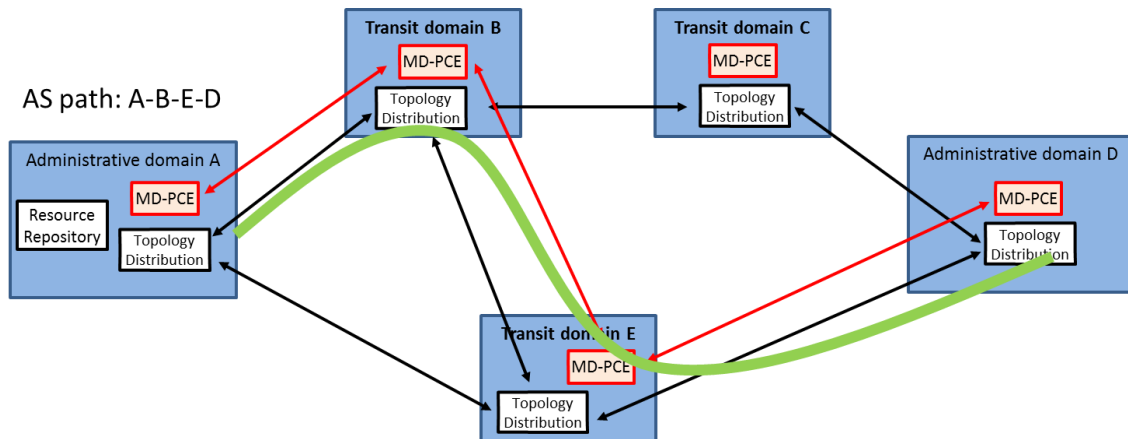 Transit domain B
MD-PCE
Topology
Distribution
Transit domain C
MD-PCE
Topology
Distribution
AS path: A-B-E-D
Administrative domain A
MD-PCE
Resource
Repository
Topology
Distribution
Administrative domain D
MD-PCE
Topology
Distribution
Transit domain E
MD-PCE
Topology
Distribution